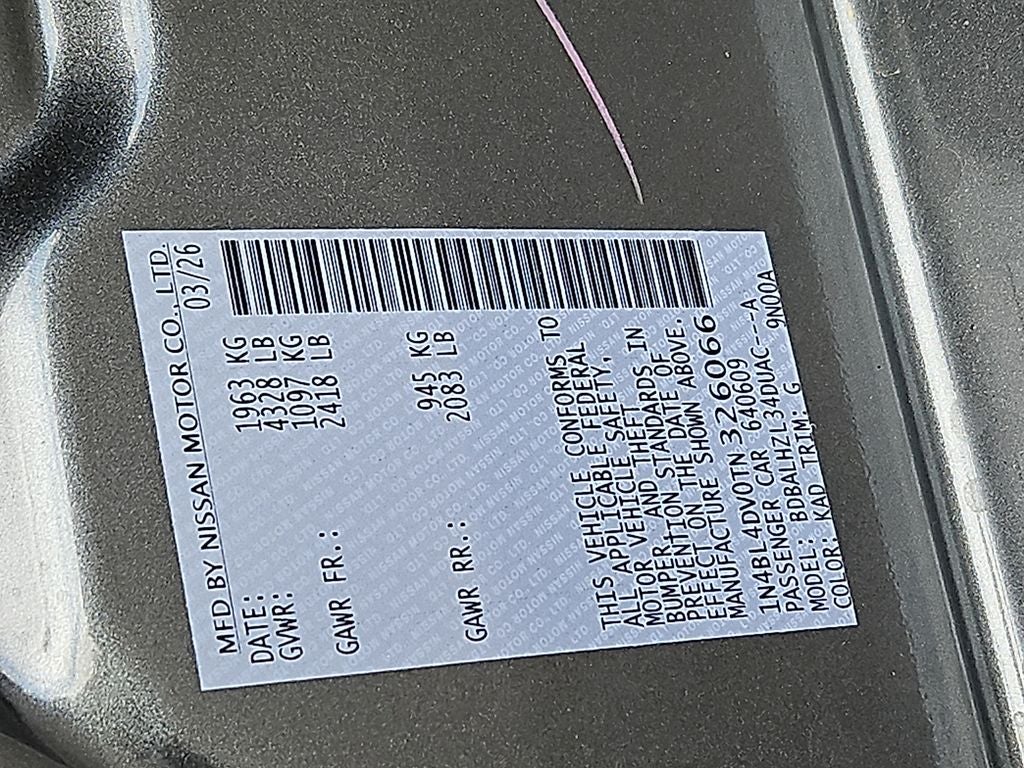 MFD BY NISSAN MOTOR CO., LTD.
DATE: 03/26
GVWR: 1963 KG
4328 LB
GAWR FR.: 1097 KG
2418 LB
GAWR RR.: 945 KG
2083 LB
THIS VEHICLE CONFORMS TO
ALL APPLICABLE FEDERAL
MOTOR VEHICLE SAFETY,
BUMPER, AND THEFT
PREVENTION STANDARDS IN
EFFECT ON THE DATE OF
MANUFACTURE SHOWN ABOVE.
1N4BL4DV0TN326066
PASSENGER CAR 640609
MODEL: BDBALHZL34DUAC---A
COLOR: KAD TRIM: G 9N00A